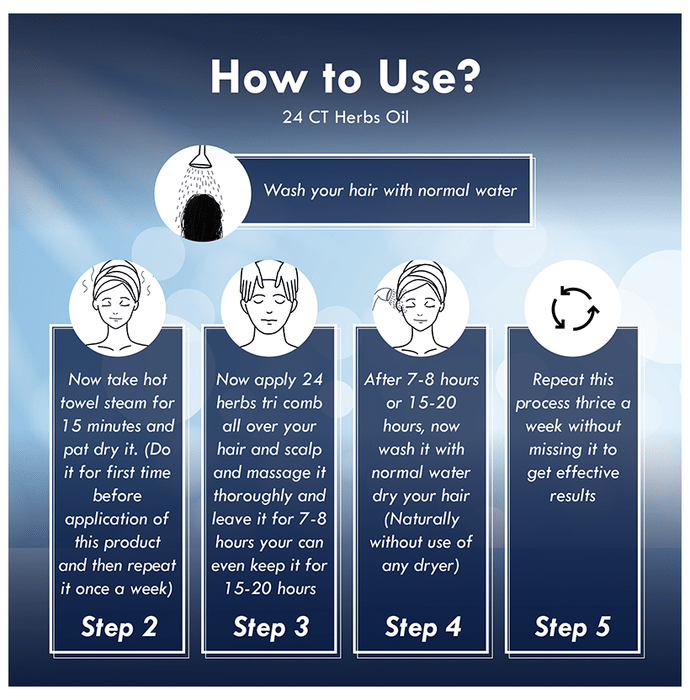 How to Use?
24 CT Herbs Oil
Wash your hair with normal water
Now take hot
towel steam for
15 minutes and
pat dry it. (Do
it for first time
before
application of
this product
and then repeat
it once a week)
Step 2
Now apply 24
herbs tri comb
all over your
hair and scalp
and massage it
thoroughly and
leave it for 7-8
hours your can
even keep it for
15-20 hours
Step 3
After 7-8 hours
or 15-20
hours, now
wash it with
normal water
dry your hair
(Naturally
without use of
any dryer)
Step 4
Repeat this
process thrice a
week without
missing it to
get effective
results
Step 5